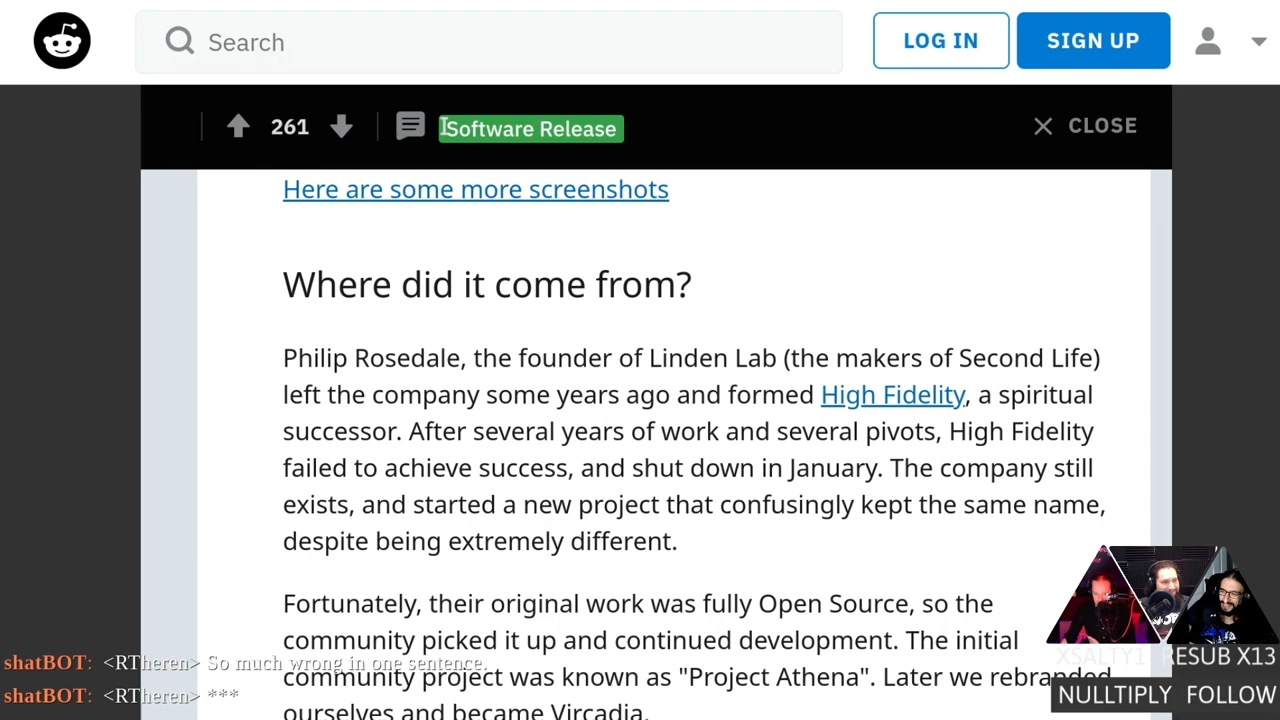 Search
LOG IN
SIGN UP
261
Software Release
CLOSE
Here are some more screenshots
Where did it come from?
Philip Rosedale, the founder of Linden Lab (the makers of Second Life)
left the company some years ago and formed High Fidelity, a spiritual
successor. After several years of work and several pivots, High Fidelity
failed to achieve success, and shut down in January. The company still
exists, and started a new project that confusingly kept the same name,
despite being extremely different.
Fortunately, their original work was fully Open Source, so the
community picked it up and continued development. The initial
community project was known as "Project Athena". Later we rebranded
ourselves and became Vircadia.
shatBOT: <RTheren> So much wrong in one sentence.
shatBOT: <RTheren> ***
XSALTY1 RESUB X13
NULLTIPLY FOLLOW